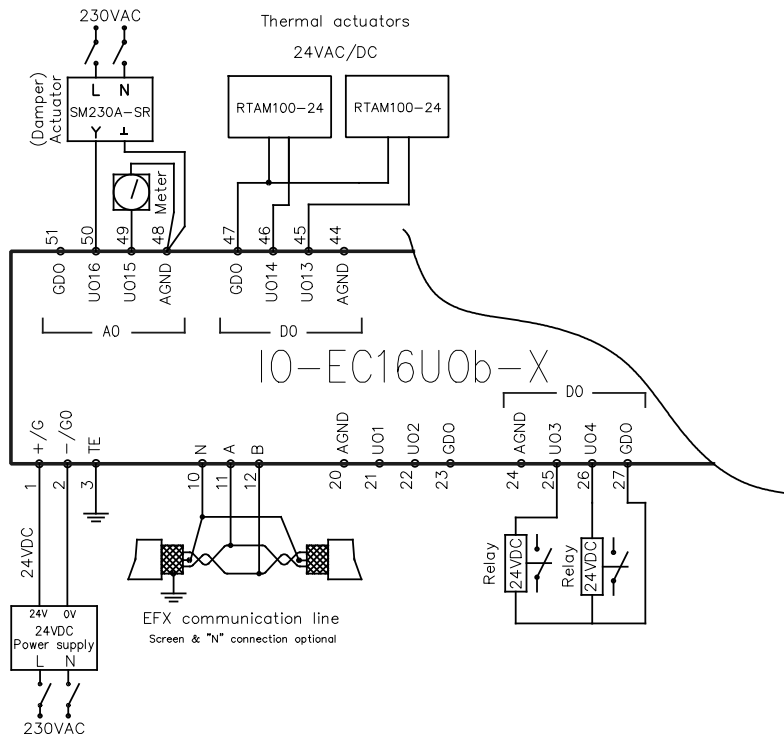 230VAC
Thermal actuators
24VAC/DC
L N
SM230A-SR
Y ⊥
(Damper)
Actuator
RTAM100-24
RTAM100-24
Meter
51 50 49 48 47 46 45 44
GDO UO16 UO15 AGND GDO UO14 UO13 AGND
AO DO
IO-EC16UOb-X
DO
+/G -/G0 TE N A B AGND UO1 UO2 GDO AGND UO3 UO4 GDO
1 2 3 10 11 12 20 21 22 23 24 25 26 27
24VDC
Relay 24VDC Relay 24VDC
24V 0V
24VDC
Power supply
L N
230VAC
EFX communication line
Screen & "N" connection optional